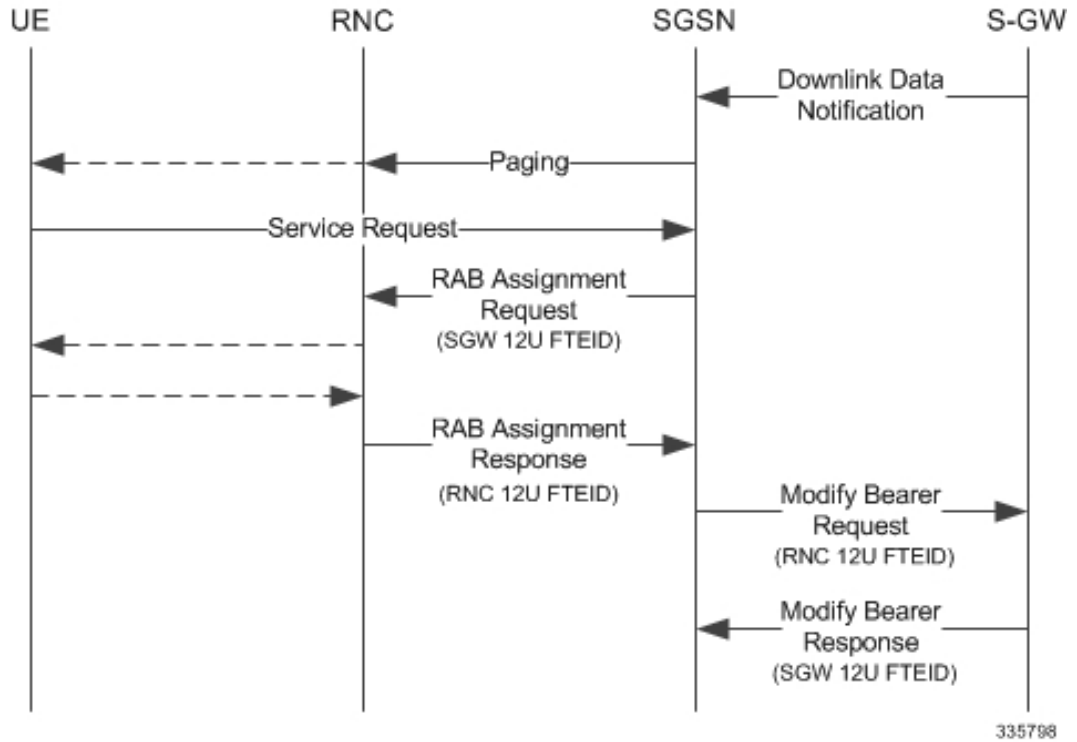 UE RNC SGSN S-GW
Downlink Data
Notification
Paging
Service Request
RAB Assignment
Request
(SGW 12U FTEID)
RAB Assignment
Response
(RNC 12U FTEID)
Modify Bearer
Request
(RNC 12U FTEID)
Modify Bearer
Response
(SGW 12U FTEID)
335798